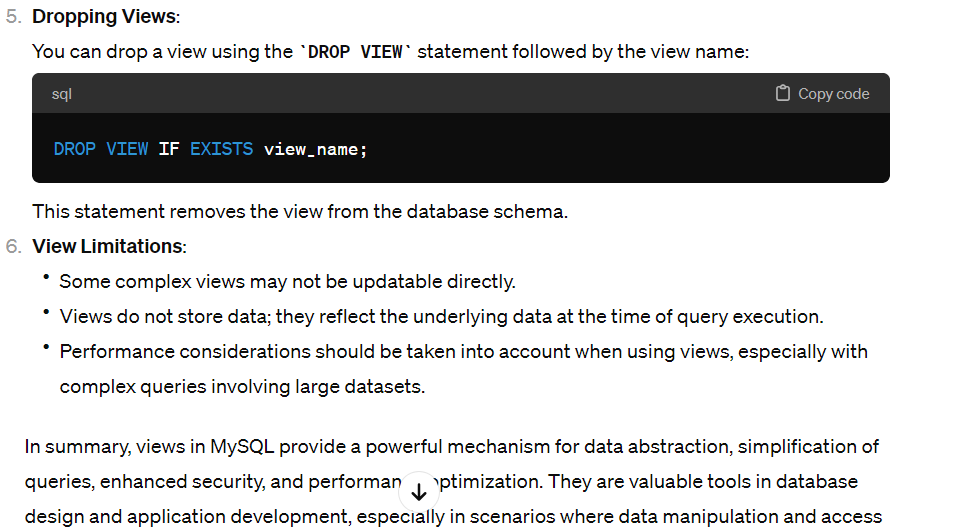 5. Dropping Views:
You can drop a view using the `DROP VIEW` statement followed by the view name:
sql Copy code
DROP VIEW IF EXISTS view_name;
This statement removes the view from the database schema.
6. View Limitations:
• Some complex views may not be updatable directly.
• Views do not store data; they reflect the underlying data at the time of query execution.
• Performance considerations should be taken into account when using views, especially with
complex queries involving large datasets.
In summary, views in MySQL provide a powerful mechanism for data abstraction, simplification of
queries, enhanced security, and optimization. They are valuable tools in database
design and application development, especially in scenarios where data manipulation and access